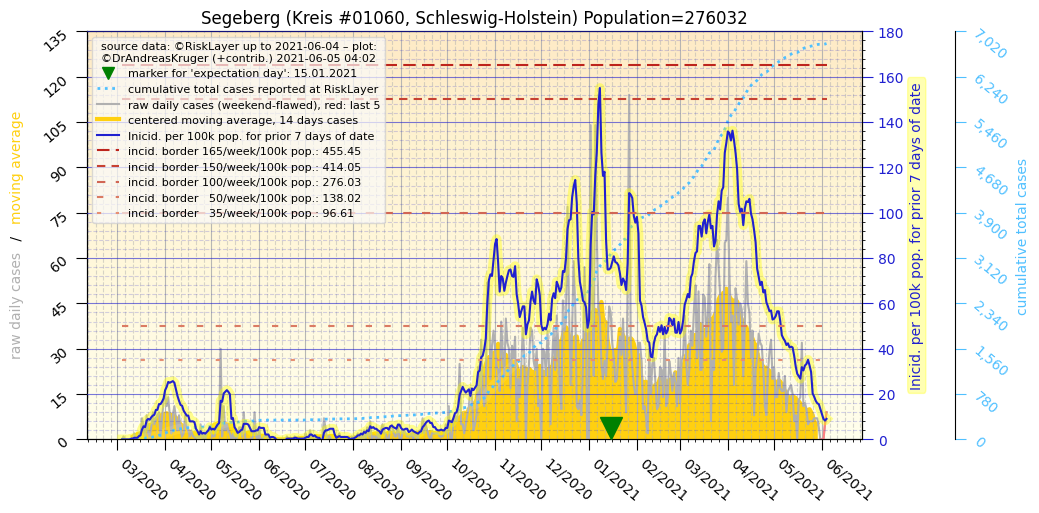 Segeberg (Kreis #01060, Schleswig-Holstein) Population=276032
source data: ©RiskLayer up to 2021-06-04 – plot:
©DrAndreasKruger (+contrib.) 2021-06-05 04:02
marker for 'expectation day': 15.01.2021
cumulative total cases reported at RiskLayer
raw daily cases (weekend-flawed), red: last 5
centered moving average, 14 days cases
Inicid. per 100k pop. for prior 7 days of date
incid. border 165/week/100k pop.: 455.45
incid. border 150/week/100k pop.: 414.05
incid. border 100/week/100k pop.: 276.03
incid. border 50/week/100k pop.: 138.02
incid. border 35/week/100k pop.: 96.61
raw daily cases / moving average
135
120
105
90
75
60
45
30
15
0
03/2020
04/2020
05/2020
06/2020
07/2020
08/2020
09/2020
10/2020
11/2020
12/2020
01/2021
02/2021
03/2021
04/2021
05/2021
06/2021
180
160
140
120
100
80
60
40
20
0
Inicid. per 100k pop. for prior 7 days of date
7,020
6,240
5,460
4,680
3,900
3,120
2,340
1,560
780
0
cumulative total cases